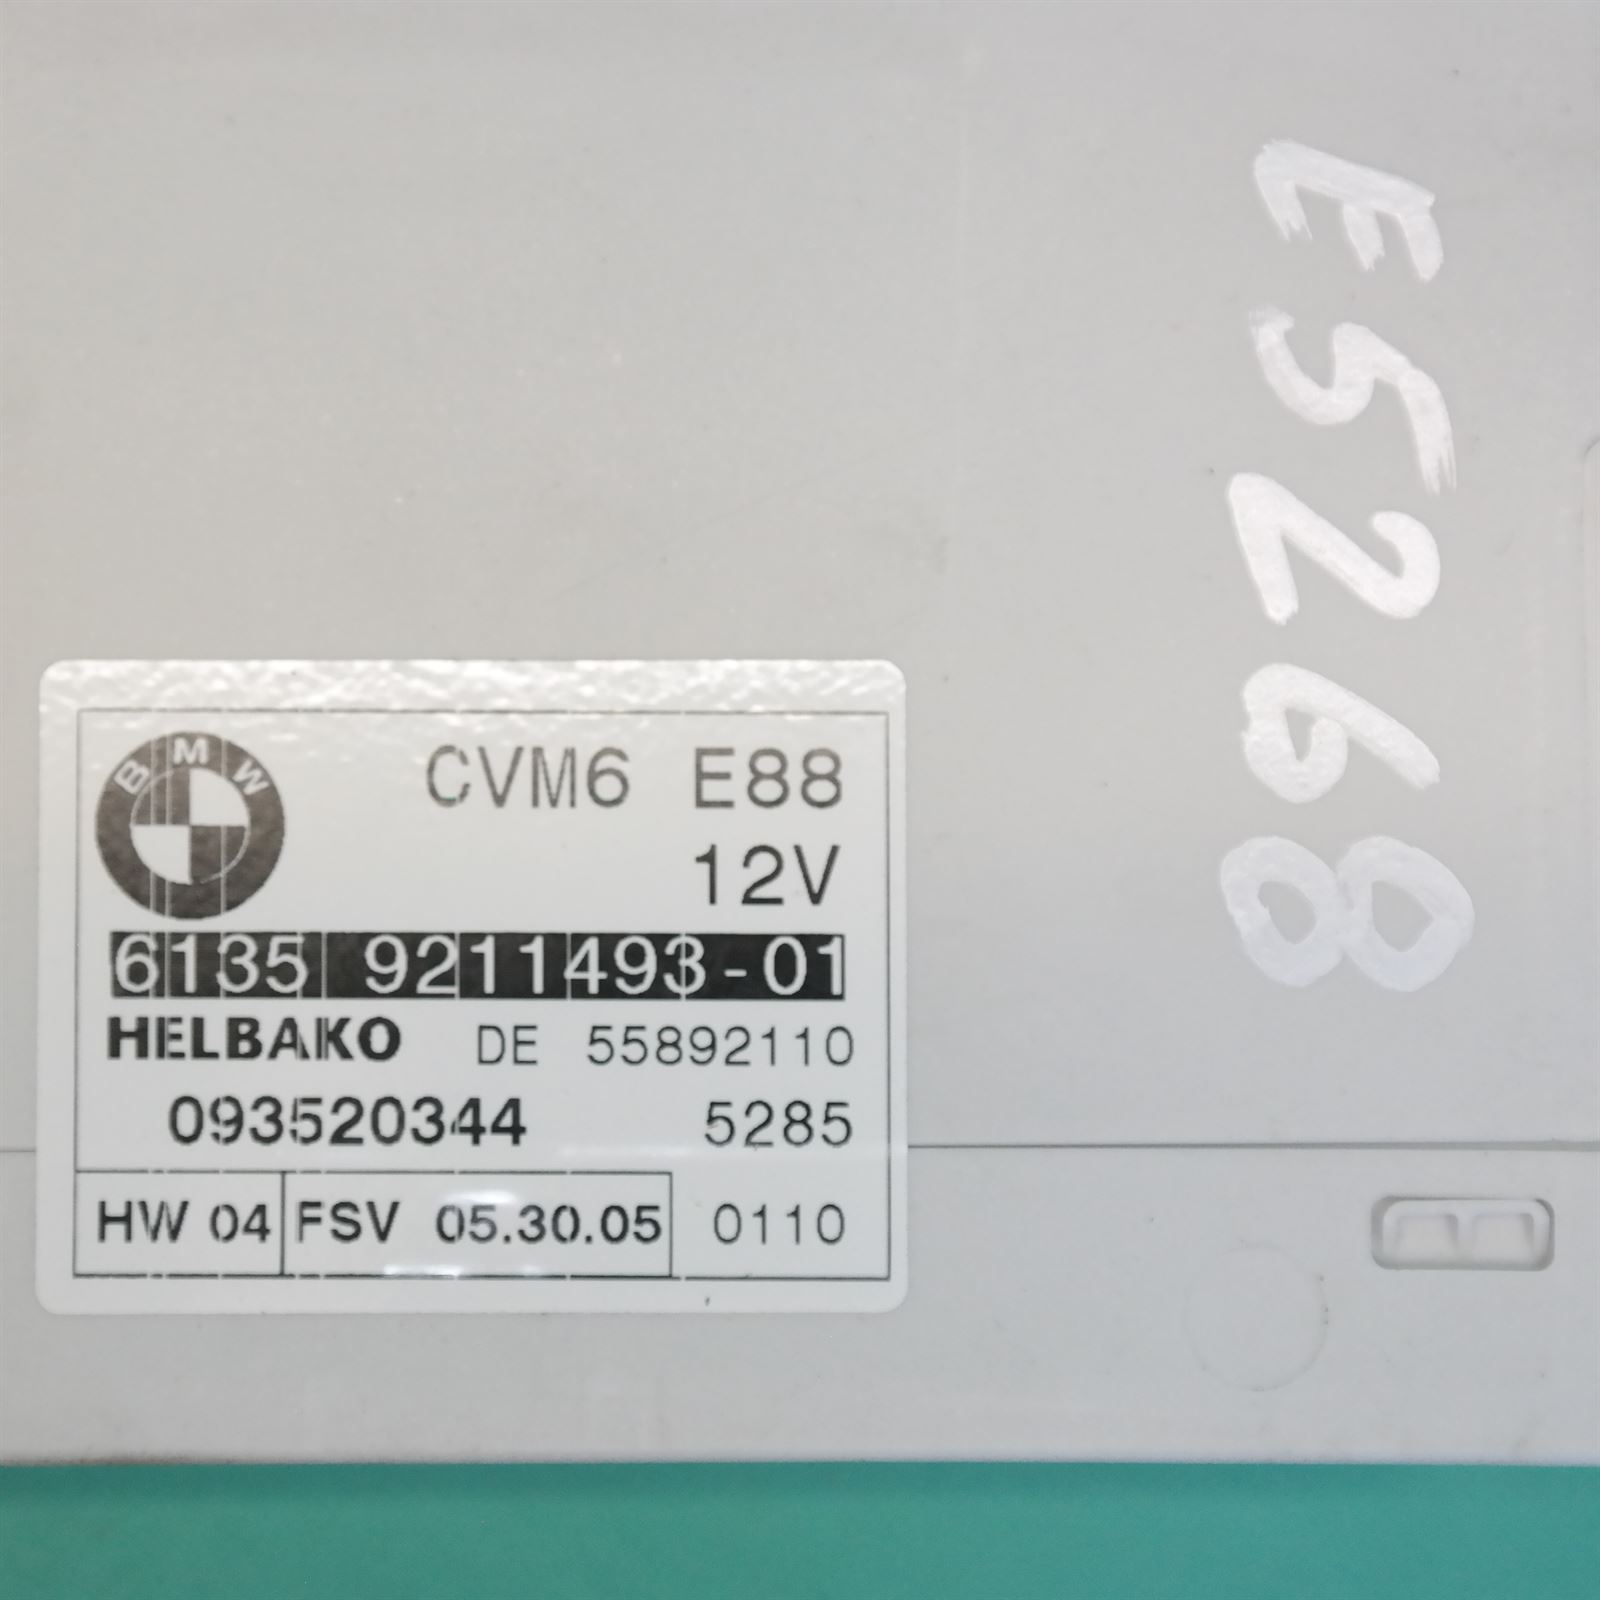 BMW
CVM6 E88
12V
6135 9211493-01
HELBAKO DE 55892110
093520344 5285
HW 04 FSV 05.30.05 0110
E5268